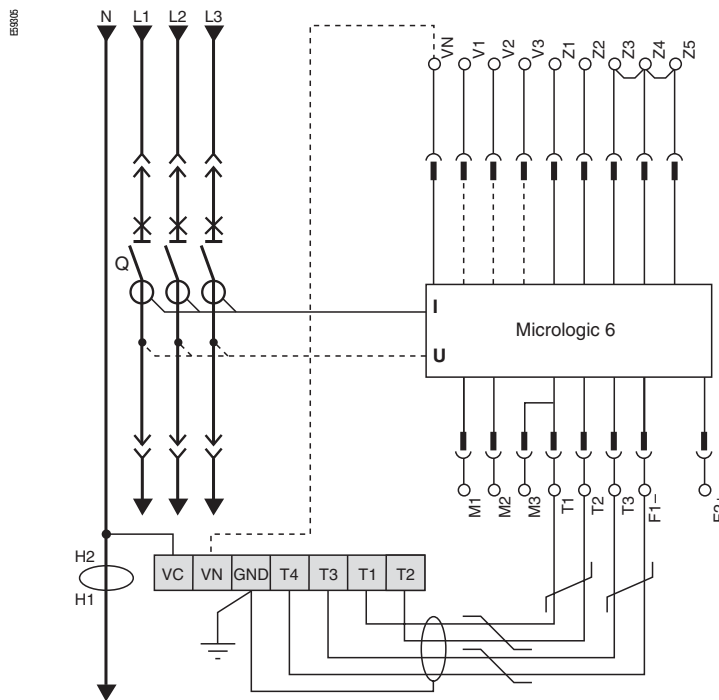 N L1 L2 L3
VN V1 V2 V3 Z1 Z2 Z3 Z4 Z5
Q
I
Micrologic 6
U
M1 M2 M3 T1 T2 T3 F1– F2+
H2
H1
VC VN GND T4 T3 T1 T2